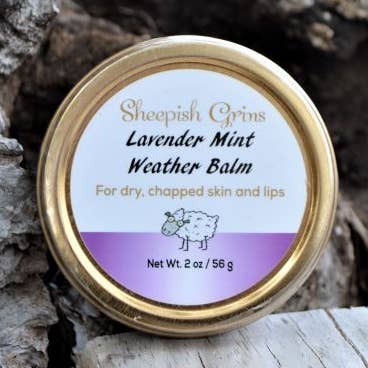 Sheepish Grins
Lavender Mint
Weather Balm
For dry, chapped skin and lips
Net Wt. 2 oz / 56 g